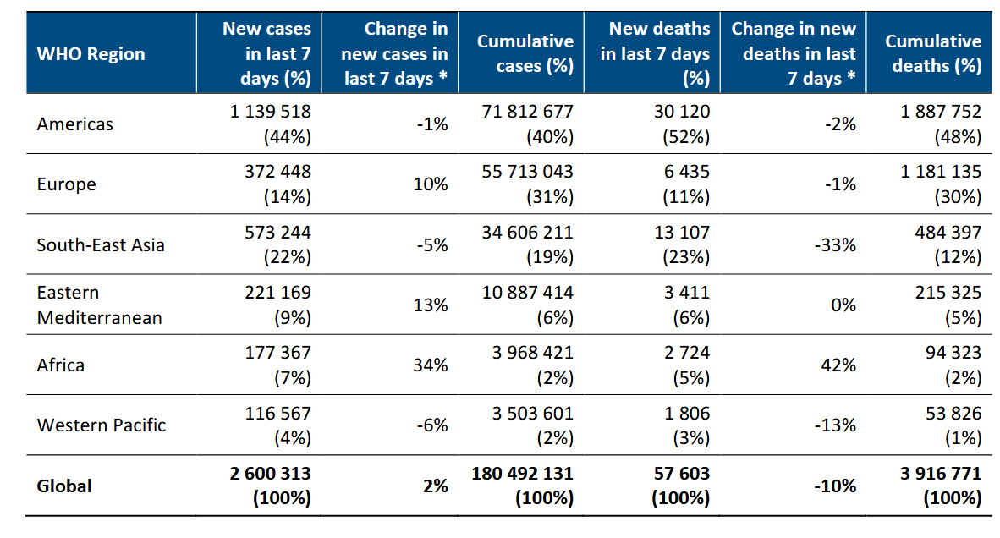 WHO Region
New cases
in last 7
days (%)
Change in
new cases in
last 7 days *
Cumulative
cases (%)
New deaths
in last 7 days
(%)
Change in new
deaths in last
7 days *
Cumulative
deaths (%)
Americas
1 139 518
(44%)
-1%
71 812 677
(40%)
30 120
(52%)
-2%
1 887 752
(48%)
Europe
372 448
(14%)
10%
55 713 043
(31%)
6 435
(11%)
-1%
1 181 135
(30%)
South-East Asia
573 244
(22%)
-5%
34 606 211
(19%)
13 107
(23%)
-33%
484 397
(12%)
Eastern
Mediterranean
221 169
(9%)
13%
10 887 414
(6%)
3 411
(6%)
0%
215 325
(5%)
Africa
177 367
(7%)
34%
3 968 421
(2%)
2 724
(5%)
42%
94 323
(2%)
Western Pacific
116 567
(4%)
-6%
3 503 601
(2%)
1 806
(3%)
-13%
53 826
(1%)
Global
2 600 313
(100%)
2%
180 492 131
(100%)
57 603
(100%)
-10%
3 916 771
(100%)